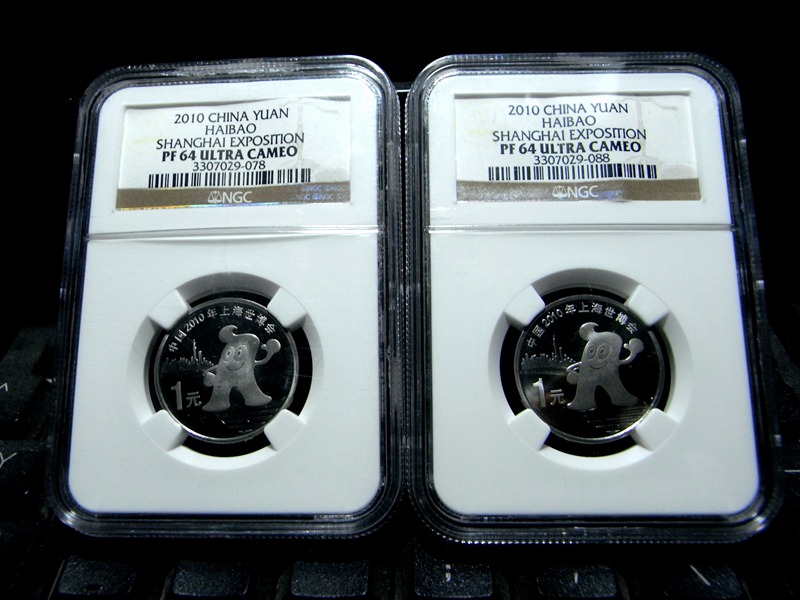 2010 CHINA YUAN
HAIBAO
SHANGHAI EXPOSITION
PF 64 ULTRA CAMEO
3307029-078
NGC
NGC NGC
中国2010年上海世博会
1元
2010 CHINA YUAN
HAIBAO
SHANGHAI EXPOSITION
PF 64 ULTRA CAMEO
3307029-088
NGC
中国2010年上海世博会
1元